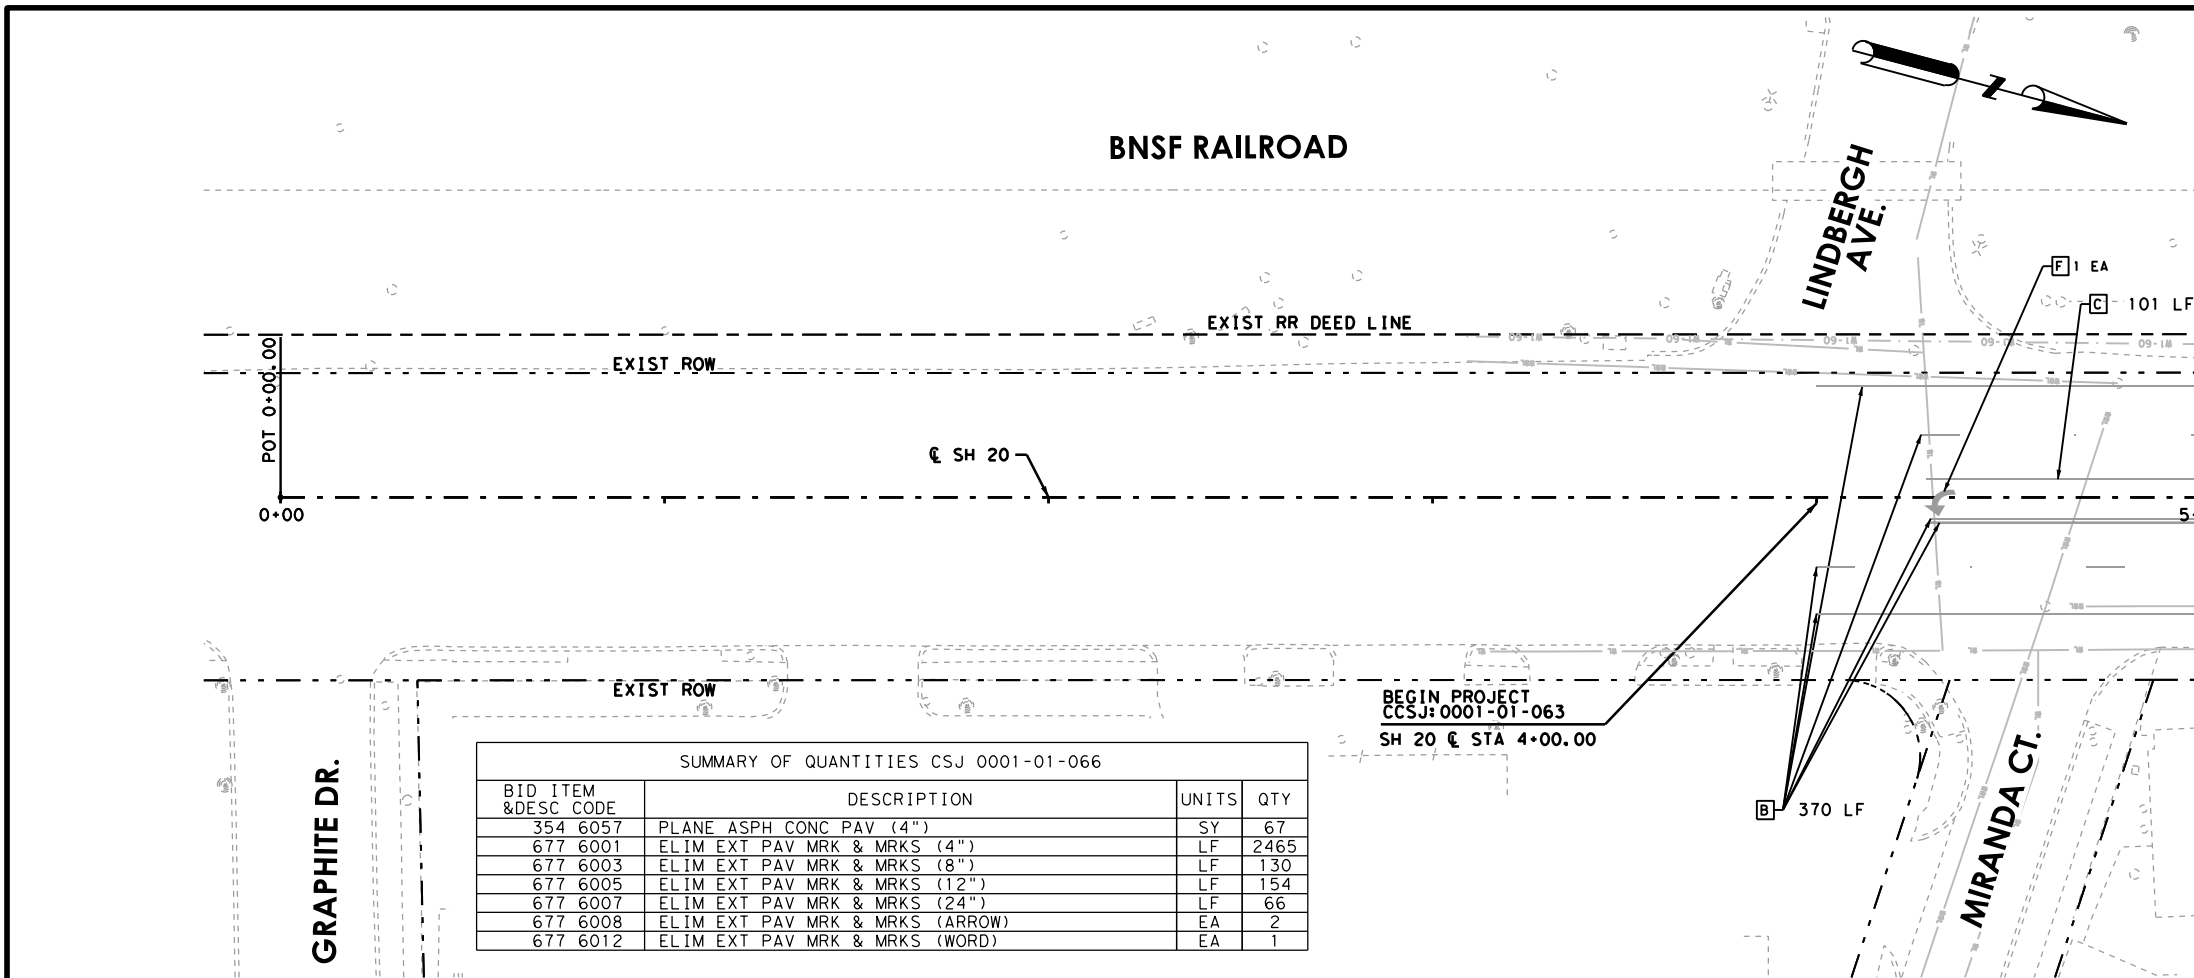 BNSF RAILROAD
N
LINDBERGH
AVE.
F 1 EA
C 101 LF
EXIST RR DEED LINE
POT 0+00.00
EXIST ROW
℄ SH 20
0+00
EXIST ROW
BEGIN PROJECT
CCSJ:0001-01-063
SH 20 ℄ STA 4+00.00
B 370 LF
GRAPHITE DR.
MIRANDA CT.
SUMMARY OF QUANTITIES CSJ 0001-01-066
BID ITEM &DESC CODE DESCRIPTION UNITS QTY
354 6057 PLANE ASPH CONC PAV (4") SY 67
677 6001 ELIM EXT PAV MRK & MRKS (4") LF 2465
677 6003 ELIM EXT PAV MRK & MRKS (8") LF 130
677 6005 ELIM EXT PAV MRK & MRKS (12") LF 154
677 6007 ELIM EXT PAV MRK & MRKS (24") LF 66
677 6008 ELIM EXT PAV MRK & MRKS (ARROW) EA 2
677 6012 ELIM EXT PAV MRK & MRKS (WORD) EA 1